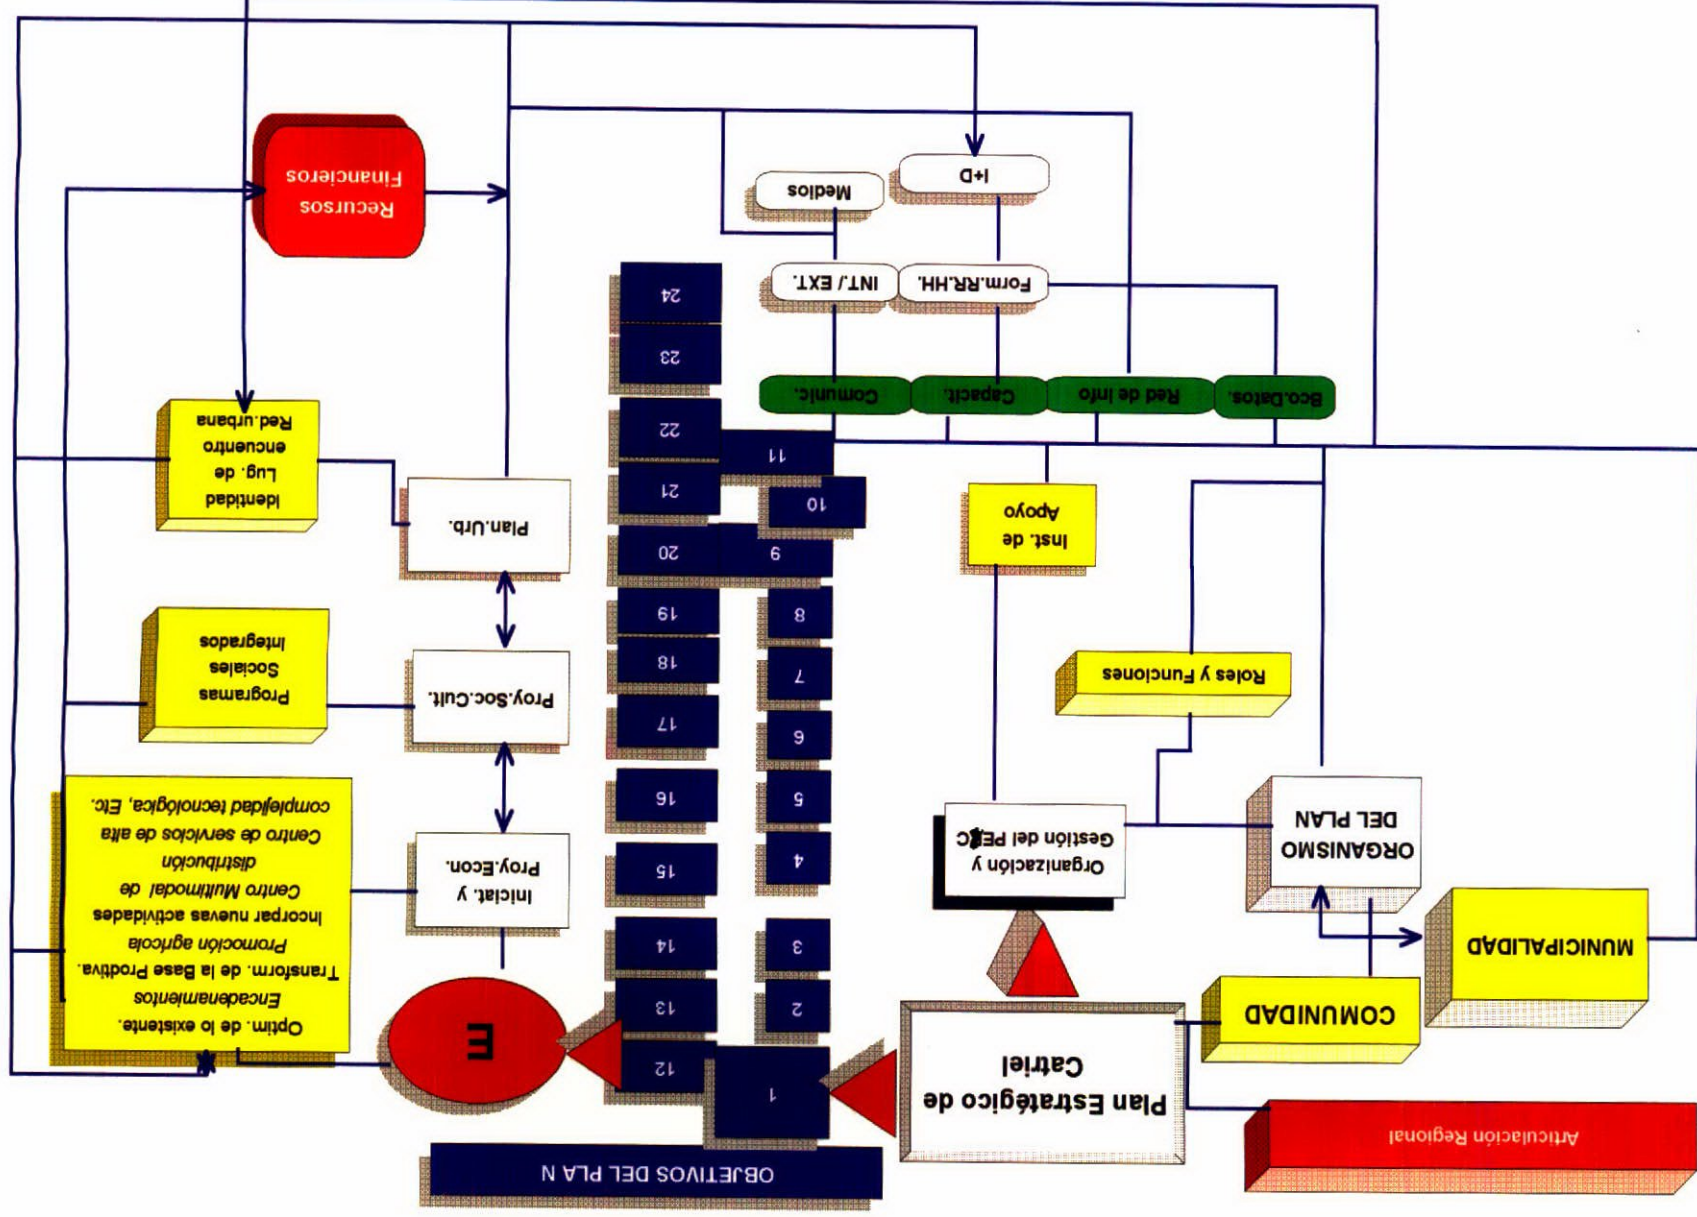 OBJETIVOS DEL PLA N
Articulación Regional
Plan Estratégico de
Catriel
COMUNIDAD
MUNICIPALIDAD
ORGANISMO
DEL PLAN
Organización y
Roles y Funciones
Inst. de
Apoyo
Bco.Datos.
Red de info
Capacit.
Comunic.
Form.RR.HH.
INT./ EXT.
I+D
Medios
1
2
3
4
5
6
7
8
9
10
11
12
13
14
15
16
17
18
19
20
21
22
23
24
E
Iniciat. y
Proy.Econ.
Proy.Soc.Cult.
Plan.Urb.
Optim. de lo existente.
Encadenamientos
Transform. de la Base Prodtiva.
Promoción agrícola
Incorpar nuevas actividades
Centro Multimodal de
distribución
Centro de servicios de alta
complejidad tecnológica, Etc.
Programas
Sociales
Integrados
Identidad
Lug. de
encuentro
Red.urbana
Recursos
Financieros
Gestión del